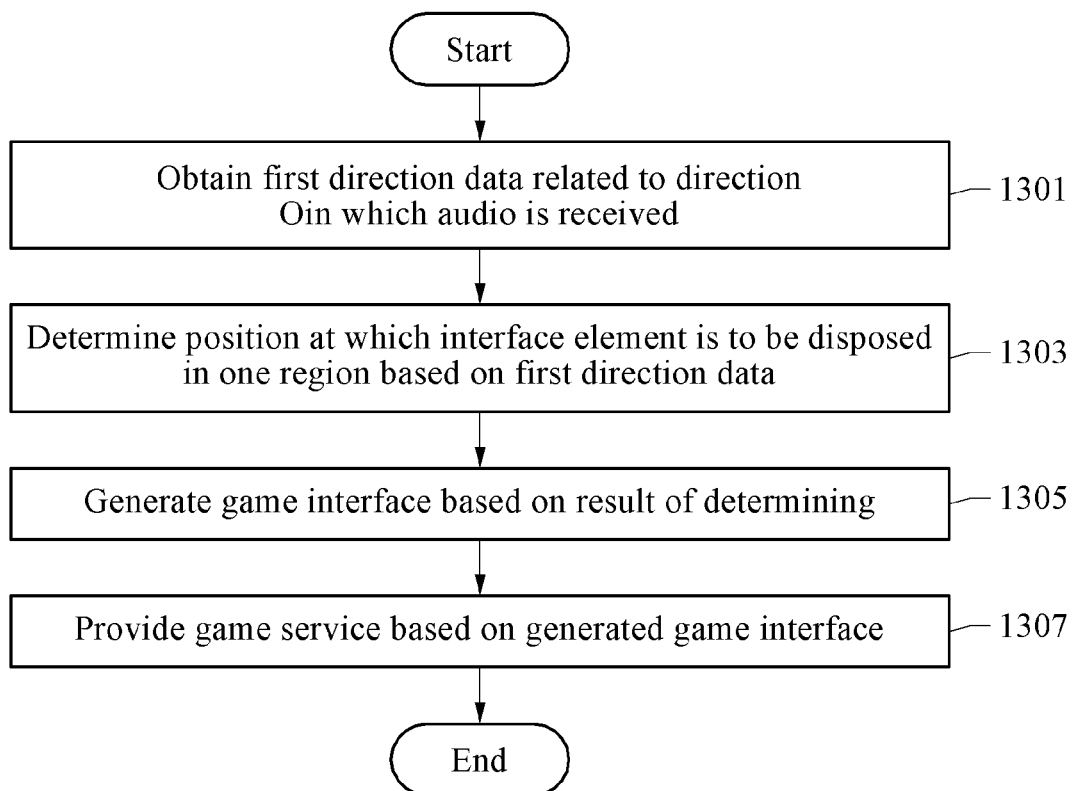 Start
Obtain first direction data related to direction
Oin which audio is received
1301
Determine position at which interface element is to be disposed
in one region based on first direction data
1303
Generate game interface based on result of determining
1305
Provide game service based on generated game interface
1307
End